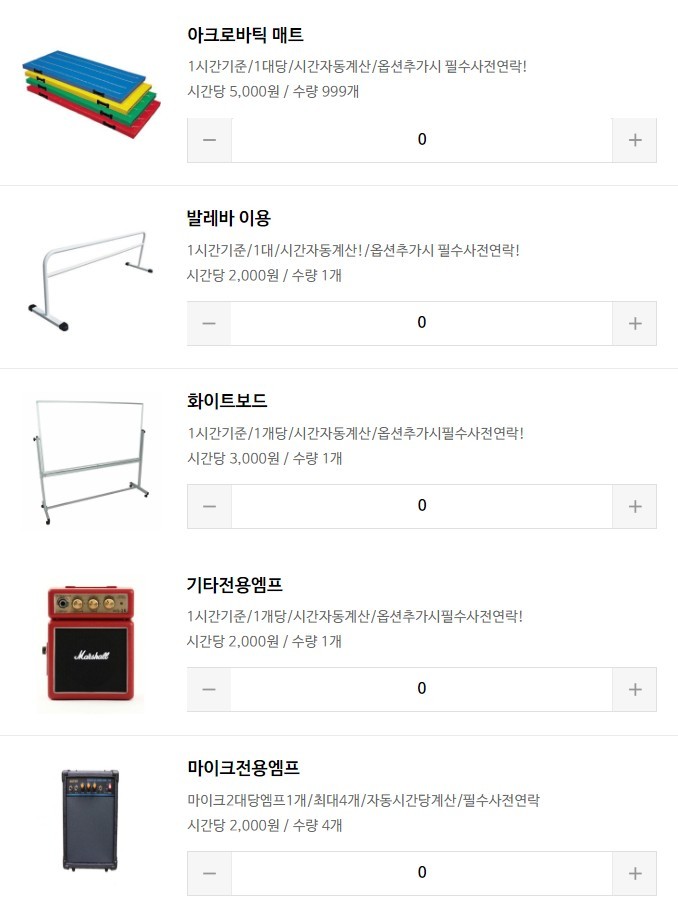 아크로바틱 매트
1시간기준/1대당/시간자동계산/옵션추가시 필수사전연락!
시간당 5,000원 / 수량 999개
0
발레바 이용
1시간기준/1대/시간자동계산!/옵션추가시 필수사전연락!
시간당 2,000원 / 수량 1개
0
화이트보드
1시간기준/1개당/시간자동계산/옵션추가시필수사전연락!
시간당 3,000원 / 수량 1개
0
기타전용엠프
1시간기준/1개당/시간자동계산/옵션추가시필수사전연락!
Marshall
시간당 2,000원 / 수량 1개
0
마이크전용엠프
마이크2대당엠프1개/최대4개/자동시간당계산/필수사전연락
시간당 2,000원 / 수량 4개
0